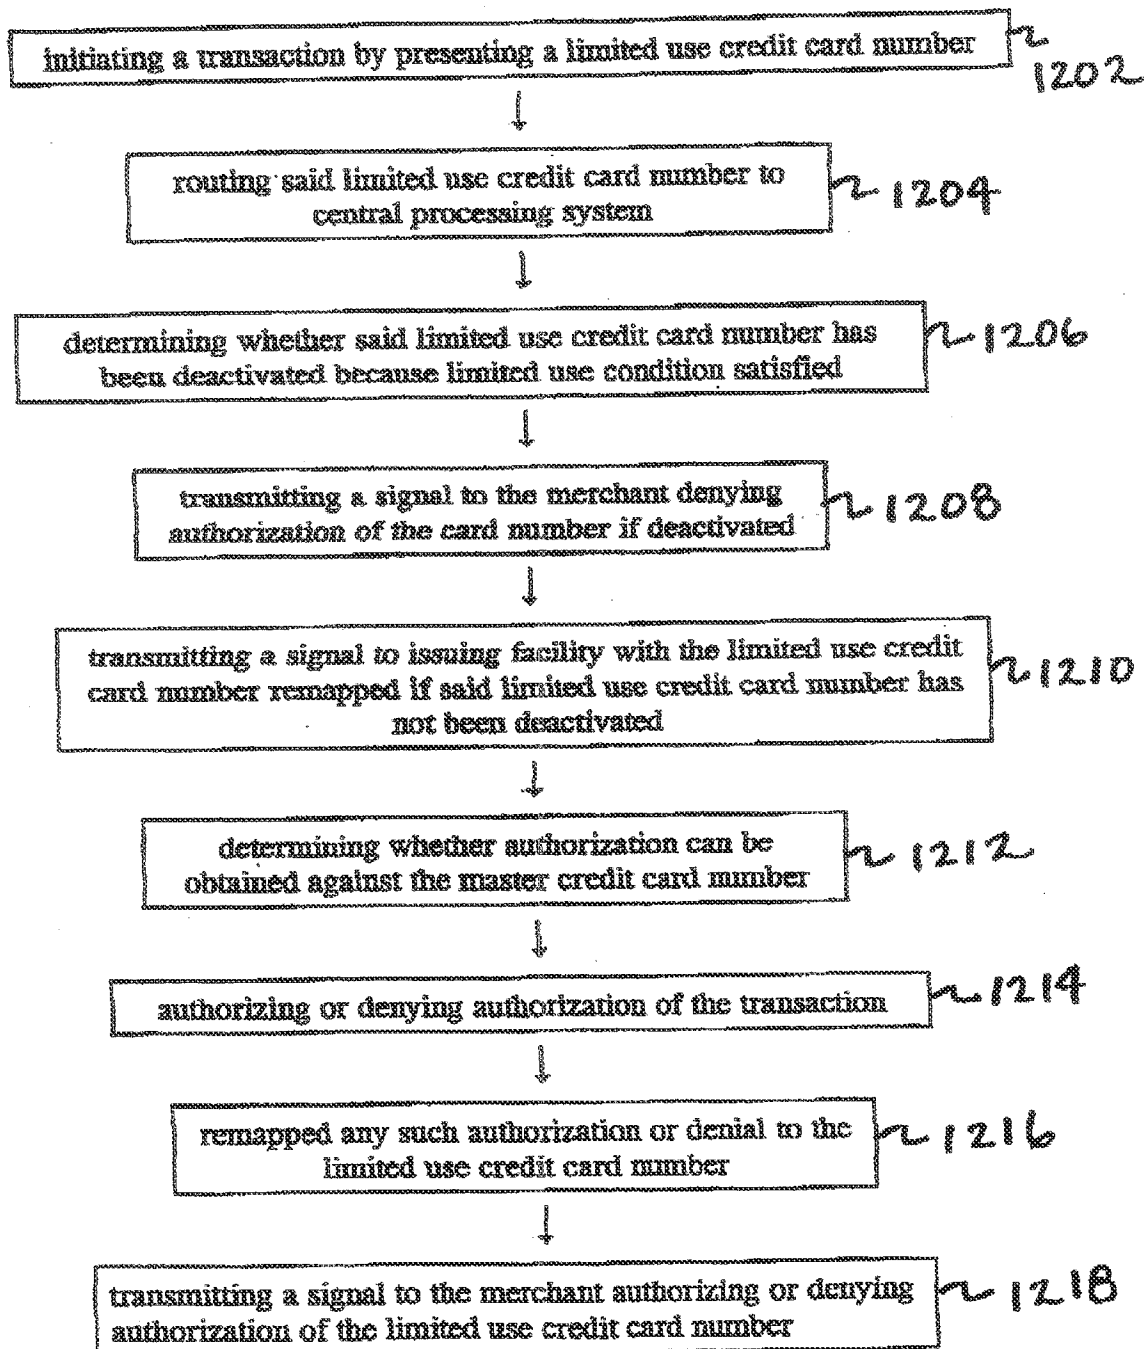 initiating a transaction by presenting a limited use credit card number
1202
routing said limited use credit card number to
central processing system
1204
determining whether said limited use credit card number has
been deactivated because limited use condition satisfied
1206
transmitting a signal to the merchant denying
authorization of the card number if deactivated
1208
transmitting a signal to issuing facility with the limited use credit
card number remapped if said limited use credit card number has
not been deactivated
1210
determining whether authorization can be
obtained against the master credit card number
1212
authorizing or denying authorization of the transaction
1214
remapped any such authorization or denial to the
limited use credit card number
1216
transmitting a signal to the merchant authorizing or denying
authorization of the limited use credit card number
1218